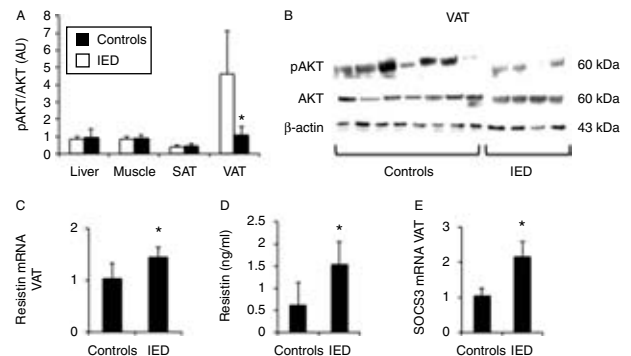 A
pAKT/AKT (AU)
8
7
6
5
4
3
2
1
0
Controls
IED
*
Liver Muscle SAT VAT
B
VAT
pAKT 60 kDa
AKT 60 kDa
β-actin 43 kDa
Controls IED
C
Resistin mRNA
VAT
2
1
0
*
Controls IED
D
Resistin (ng/ml)
2.5
2
1.5
1
0.5
0
*
Controls IED
E
SOCS3 mRNA VAT
3
2
1
0
*
Controls IED